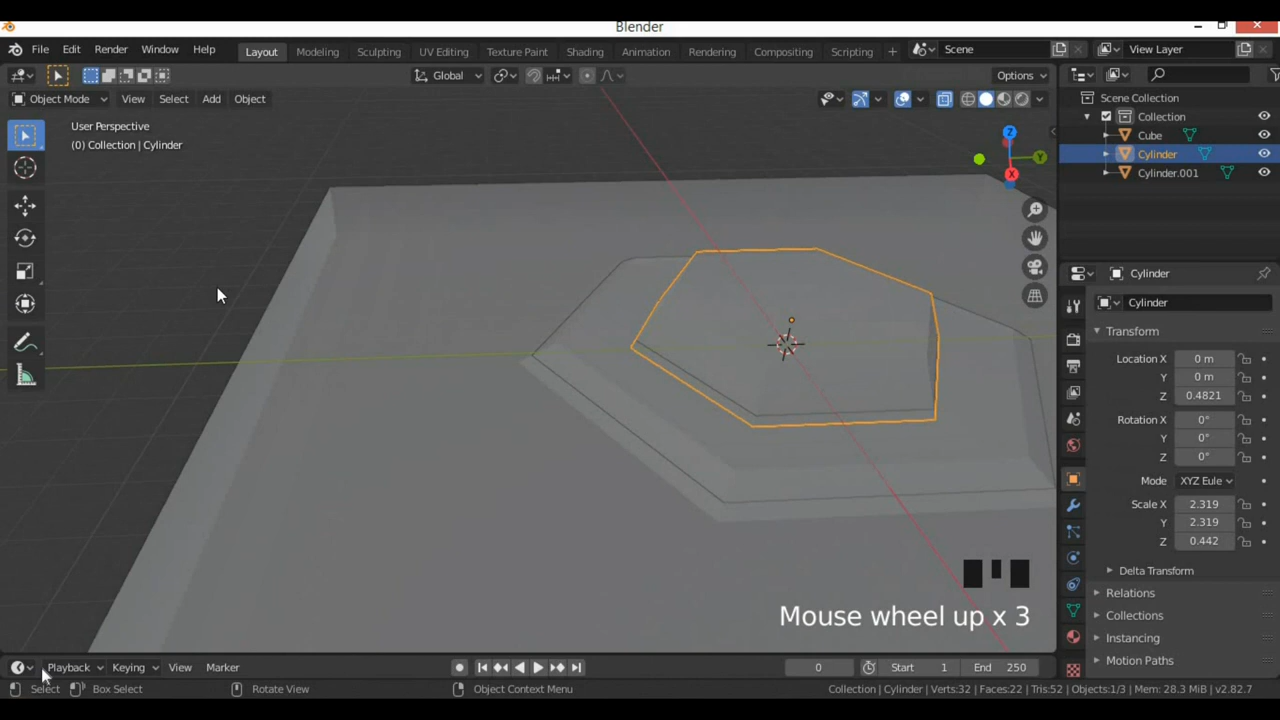 Blender
File Edit Render Window Help Layout Modeling Sculpting UV Editing Texture Paint Shading Animation Rendering Compositing Scripting + Scene View Layer
Global Options
Object Mode View Select Add Object
Scene Collection
Collection
Cube
Cylinder
Cylinder.001
User Perspective
(0) Collection | Cylinder
Z
Y
X
Cylinder
Cylinder
Transform
Location X 0 m
Y 0 m
Z 0.4821
Rotation X 0°
Y 0°
Z 0°
Mode XYZ Eule
Scale X 2.319
Y 2.319
Z 0.442
Delta Transform
Relations
Collections
Instancing
Motion Paths
Mouse wheel up x 3
Playback Keying View Marker 0 Start 1 End 250
Select Box Select Rotate View Object Context Menu Collection | Cylinder | Verts:32 | Faces:22 | Tris:52 | Objects:1/3 | Mem: 28.3 MiB | v2.82.7